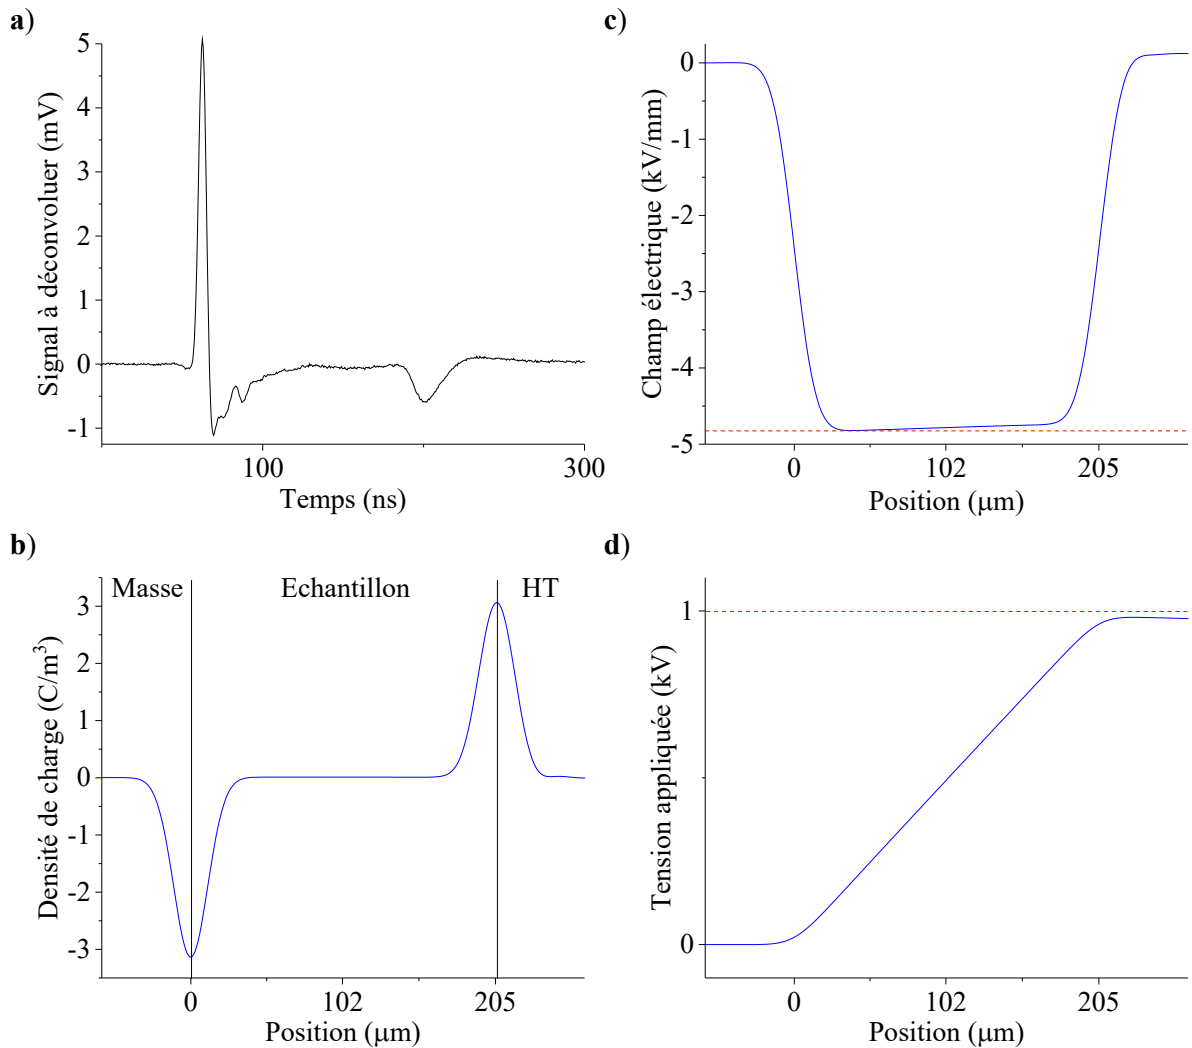 a)
Signal à déconvoluer (mV)
5
4
3
2
1
0
-1
100
300
Temps (ns)
c)
Champ électrique (kV/mm)
0
-1
-2
-3
-4
-5
0
102
205
Position (μm)
b)
Masse
Echantillon
HT
Densité de charge (C/m³)
3
2
1
0
-1
-2
-3
0
102
205
Position (μm)
d)
Tension appliquée (kV)
1
0
0
102
205
Position (μm)